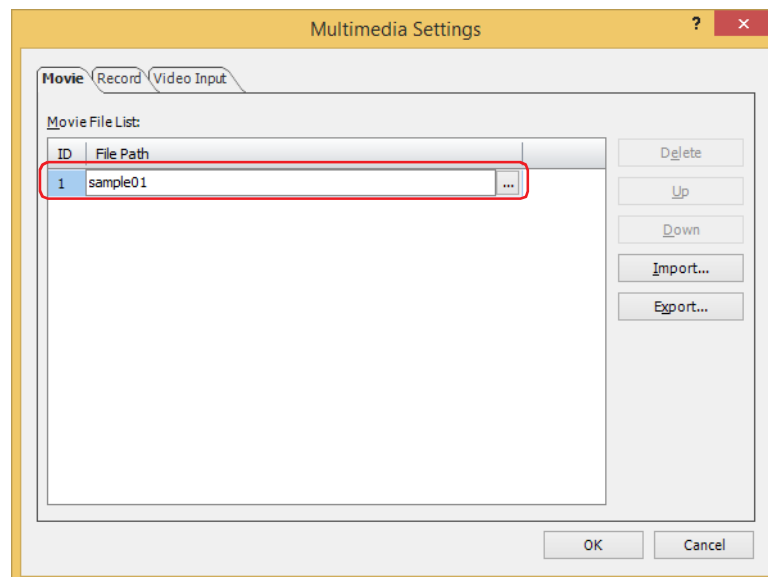 Multimedia Settings
?
Movie Record Video Input
Movie File List:
ID File Path
1 sample01 ...
Delete
Up
Down
Import...
Export...
OK Cancel